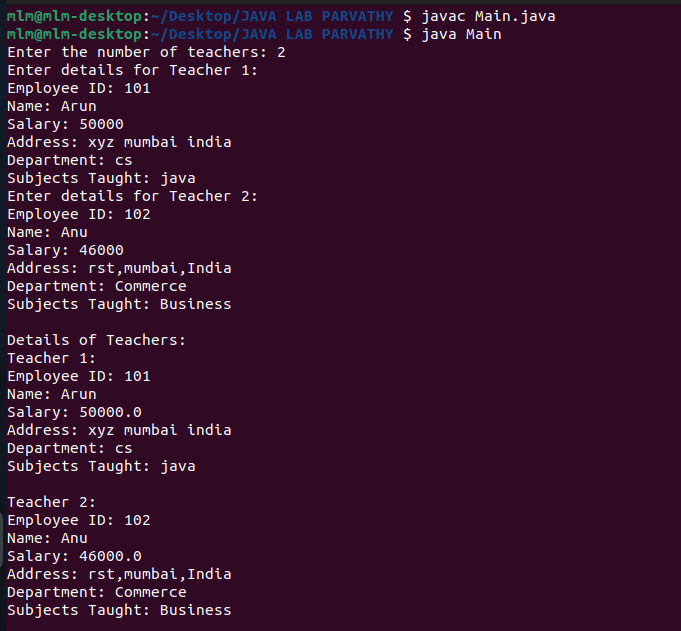 mlm@mlm-desktop:~/Desktop/JAVA LAB PARVATHY $ javac Main.java
mlm@mlm-desktop:~/Desktop/JAVA LAB PARVATHY $ java Main
Enter the number of teachers: 2
Enter details for Teacher 1:
Employee ID: 101
Name: Arun
Salary: 50000
Address: xyz mumbai india
Department: cs
Subjects Taught: java
Enter details for Teacher 2:
Employee ID: 102
Name: Anu
Salary: 46000
Address: rst,mumbai,India
Department: Commerce
Subjects Taught: Business

Details of Teachers:
Teacher 1:
Employee ID: 101
Name: Arun
Salary: 50000.0
Address: xyz mumbai india
Department: cs
Subjects Taught: java

Teacher 2:
Employee ID: 102
Name: Anu
Salary: 46000.0
Address: rst,mumbai,India
Department: Commerce
Subjects Taught: Business